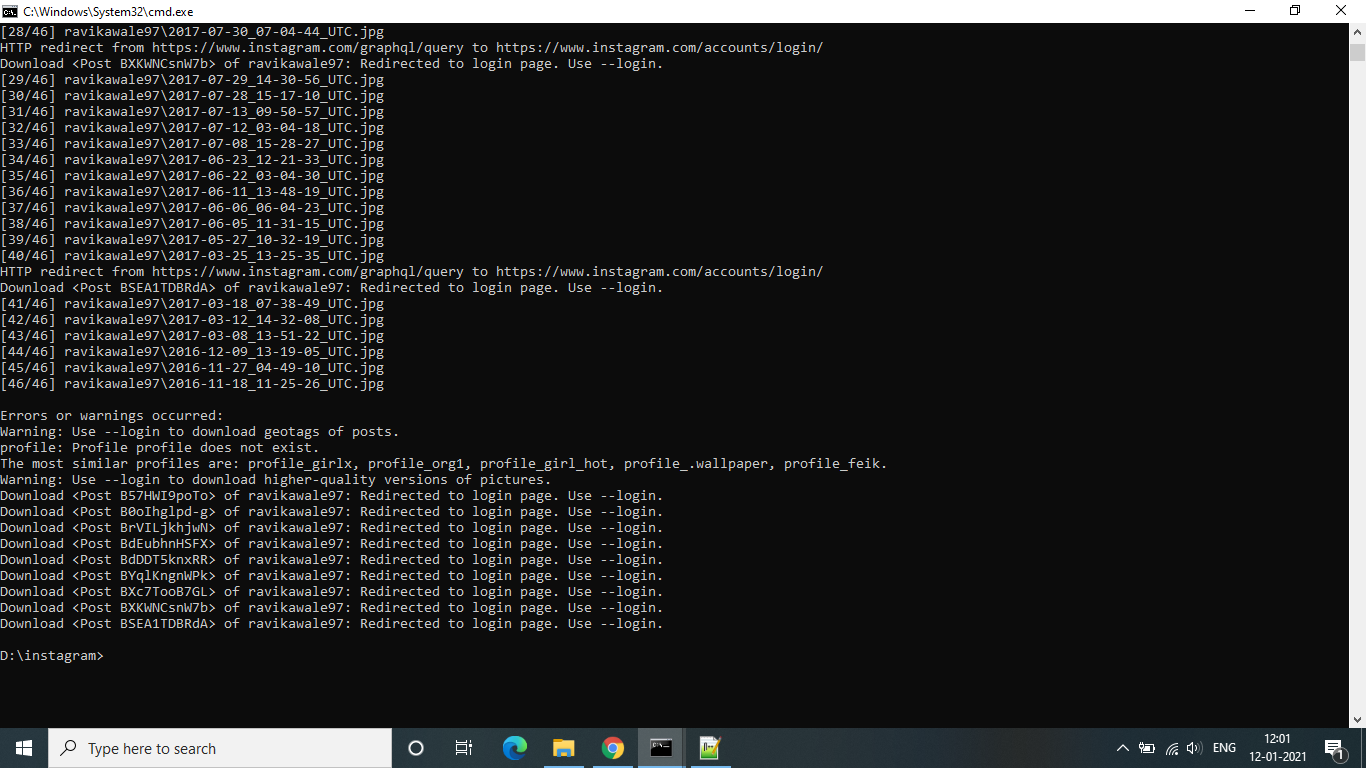 C:\Windows\System32\cmd.exe
[28/46] ravikawale97\2017-07-30_07-04-44_UTC.jpg
HTTP redirect from https://www.instagram.com/graphql/query to https://www.instagram.com/accounts/login/
Download <Post BXKWNCsnW7b> of ravikawale97: Redirected to login page. Use --login.
[29/46] ravikawale97\2017-07-29_14-30-56_UTC.jpg
[30/46] ravikawale97\2017-07-28_15-17-10_UTC.jpg
[31/46] ravikawale97\2017-07-13_09-50-57_UTC.jpg
[32/46] ravikawale97\2017-07-12_03-04-18_UTC.jpg
[33/46] ravikawale97\2017-07-08_15-28-27_UTC.jpg
[34/46] ravikawale97\2017-06-23_12-21-33_UTC.jpg
[35/46] ravikawale97\2017-06-22_03-04-30_UTC.jpg
[36/46] ravikawale97\2017-06-11_13-48-19_UTC.jpg
[37/46] ravikawale97\2017-06-06_06-04-23_UTC.jpg
[38/46] ravikawale97\2017-06-05_11-31-15_UTC.jpg
[39/46] ravikawale97\2017-05-27_10-32-19_UTC.jpg
[40/46] ravikawale97\2017-03-25_13-25-35_UTC.jpg
HTTP redirect from https://www.instagram.com/graphql/query to https://www.instagram.com/accounts/login/
Download <Post BSEA1TDBRdA> of ravikawale97: Redirected to login page. Use --login.
[41/46] ravikawale97\2017-03-18_07-38-49_UTC.jpg
[42/46] ravikawale97\2017-03-12_14-32-08_UTC.jpg
[43/46] ravikawale97\2017-03-08_13-51-22_UTC.jpg
[44/46] ravikawale97\2016-12-09_13-19-05_UTC.jpg
[45/46] ravikawale97\2016-11-27_04-49-10_UTC.jpg
[46/46] ravikawale97\2016-11-18_11-25-26_UTC.jpg
Errors or warnings occurred:
Warning: Use --login to download geotags of posts.
profile: Profile profile does not exist.
The most similar profiles are: profile_girlx, profile_org1, profile_girl_hot, profile_.wallpaper, profile_feik.
Warning: Use --login to download higher-quality versions of pictures.
Download <Post B57HWI9poTo> of ravikawale97: Redirected to login page. Use --login.
Download <Post B0oIhglpd-g> of ravikawale97: Redirected to login page. Use --login.
Download <Post BrVILjkhjwN> of ravikawale97: Redirected to login page. Use --login.
Download <Post BdEubhnHSFX> of ravikawale97: Redirected to login page. Use --login.
Download <Post BdDDT5knxRR> of ravikawale97: Redirected to login page. Use --login.
Download <Post BYqlKngnWPk> of ravikawale97: Redirected to login page. Use --login.
Download <Post BXc7TooB7GL> of ravikawale97: Redirected to login page. Use --login.
Download <Post BXKWNCsnW7b> of ravikawale97: Redirected to login page. Use --login.
Download <Post BSEA1TDBRdA> of ravikawale97: Redirected to login page. Use --login.
D:\instagram>
Type here to search
ENG
12:01
12-01-2021
1